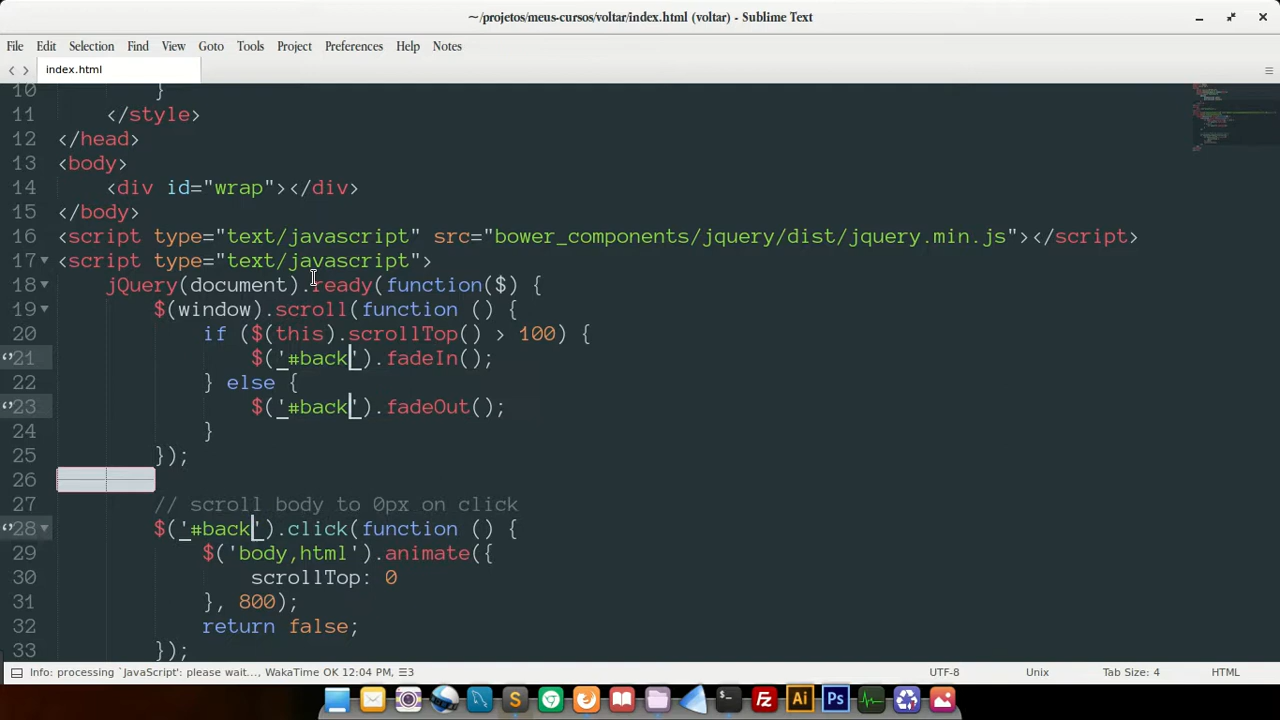 ~/projetos/meus-cursos/voltar/index.html (voltar) - Sublime Text
File Edit Selection Find View Goto Tools Project Preferences Help Notes
index.html
10 }
11 </style>
12 </head>
13 <body>
14 <div id="wrap"></div>
15 </body>
16 <script type="text/javascript" src="bower_components/jquery/dist/jquery.min.js"></script>
17 <script type="text/javascript">
18 jQuery(document).ready(function($) {
19 $(window).scroll(function () {
20 if ($(this).scrollTop() > 100) {
21 $('#back').fadeIn();
22 } else {
23 $('#back').fadeOut();
24 }
25 });
26
27 // scroll body to 0px on click
28 $('#back').click(function () {
29 $('body,html').animate({
30 scrollTop: 0
31 }, 800);
32 return false;
33 });
Info: processing `JavaScript': please wait..., WakaTime OK 12:04 PM, ☰3 UTF-8 Unix Tab Size: 4 HTML
S >_ Fz Ai Ps